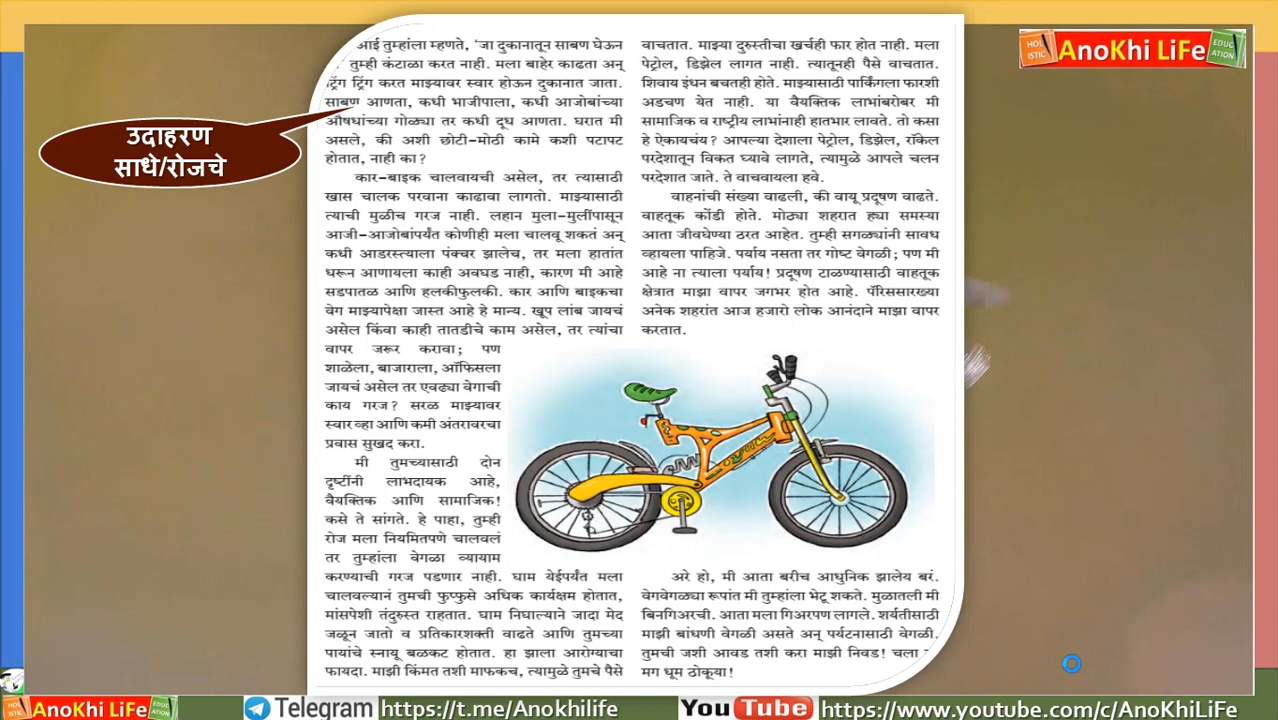 HOLISTIC
AnoKhi LiFe
EDUCATION
उदाहरण
साधे/रोजचे
आई तुम्हांला म्हणते, 'जा दुकानातून साबण घेऊन
तुम्ही कंटाळा करत नाही. मला बाहेर काढता अन्
ट्रिंग ट्रिंग करत माझ्यावर स्वार होऊन दुकानात जाता.
साबण आणता, कधी भाजीपाला, कधी आजोबांच्या
औषधांच्या गोळ्या तर कधी दूध आणता. घरात मी
असले, की अशी छोटी-मोठी कामे कशी पटापट
होतात, नाही का?
कार-बाइक चालवायची असेल, तर त्यासाठी
खास चालक परवाना काढावा लागतो. माझ्यासाठी
त्याची मुळीच गरज नाही. लहान मुला-मुलींपासून
आजी-आजोबांपर्यंत कोणीही मला चालवू शकतं अन्
कधी आडरस्त्याला पंक्चर झालेच, तर मला हातांत
धरून आणायला काही अवघड नाही, कारण मी आहे
सडपातळ आणि हलकीफुलकी. कार आणि बाइकचा
वेग माझ्यापेक्षा जास्त आहे हे मान्य. खूप लांब जायचं
असेल किंवा काही तातडीचे काम असेल, तर त्यांचा
वापर जरूर करावा; पण
शाळेला, बाजाराला, ऑफिसला
जायचं असेल तर एवढ्या वेगाची
काय गरज? सरळ माझ्यावर
स्वार व्हा आणि कमी अंतरावरचा
प्रवास सुखद करा.
मी तुमच्यासाठी दोन
दृष्टींनी लाभदायक आहे,
वैयक्तिक आणि सामाजिक!
कसे ते सांगते. हे पाहा, तुम्ही
रोज मला नियमितपणे चालवलं
तर तुम्हांला वेगळा व्यायाम
करण्याची गरज पडणार नाही. घाम येईपर्यंत मला
चालवल्यानं तुमची फुप्फुसे अधिक कार्यक्षम होतात,
मांसपेशी तंदुरुस्त राहतात. घाम निघाल्याने जादा मेद
जळून जातो व प्रतिकारशक्ती वाढते आणि तुमच्या
पायांचे स्नायू बळकट होतात. हा झाला आरोग्याचा
फायदा. माझी किंमत तशी माफकच, त्यामुळे तुमचे पैसे
वाचतात. माझ्या दुरुस्तीचा खर्चही फार होत नाही. मला
पेट्रोल, डिझेल लागत नाही. त्यातूनही पैसे वाचतात.
शिवाय इंधन बचतही होते. माझ्यासाठी पार्किंगला फारशी
अडचण येत नाही. या वैयक्तिक लाभांबरोबर मी
सामाजिक व राष्ट्रीय लाभांनाही हातभार लावते. तो कसा
हे ऐकायचंय? आपल्या देशाला पेट्रोल, डिझेल, रॉकेल
परदेशातून विकत घ्यावे लागते, त्यामुळे आपले चलन
परदेशात जाते. ते वाचवायला हवे.
वाहनांची संख्या वाढली, की वायू प्रदूषण वाढते.
वाहतूक कोंडी होते. मोठ्या शहरात ह्या समस्या
आता जीवघेण्या ठरत आहेत. तुम्ही सगळ्यांनी सावध
व्हायला पाहिजे. पर्याय नसता तर गोष्ट वेगळी; पण मी
आहे ना त्याला पर्याय! प्रदूषण टाळण्यासाठी वाहतूक
क्षेत्रात माझा वापर जगभर होत आहे. पॅरिससारख्या
अनेक शहरांत आज हजारो लोक आनंदाने माझा वापर
करतात.
अरे हो, मी आता बरीच आधुनिक झालेय बरं.
वेगवेगळ्या रूपांत मी तुम्हांला भेटू शकते. मुळातली मी
बिनगिअरची. आता मला गिअरपण लागले. शर्यतीसाठी
माझी बांधणी वेगळी असते अन् पर्यटनासाठी वेगळी.
तुमची जशी आवड तशी करा माझी निवड! चला
मग धूम ठोकूया!
AnoKhi LiFe
Telegram https://t.me/Anokhilife
YouTube https://www.youtube.com/c/AnoKhiLiFe